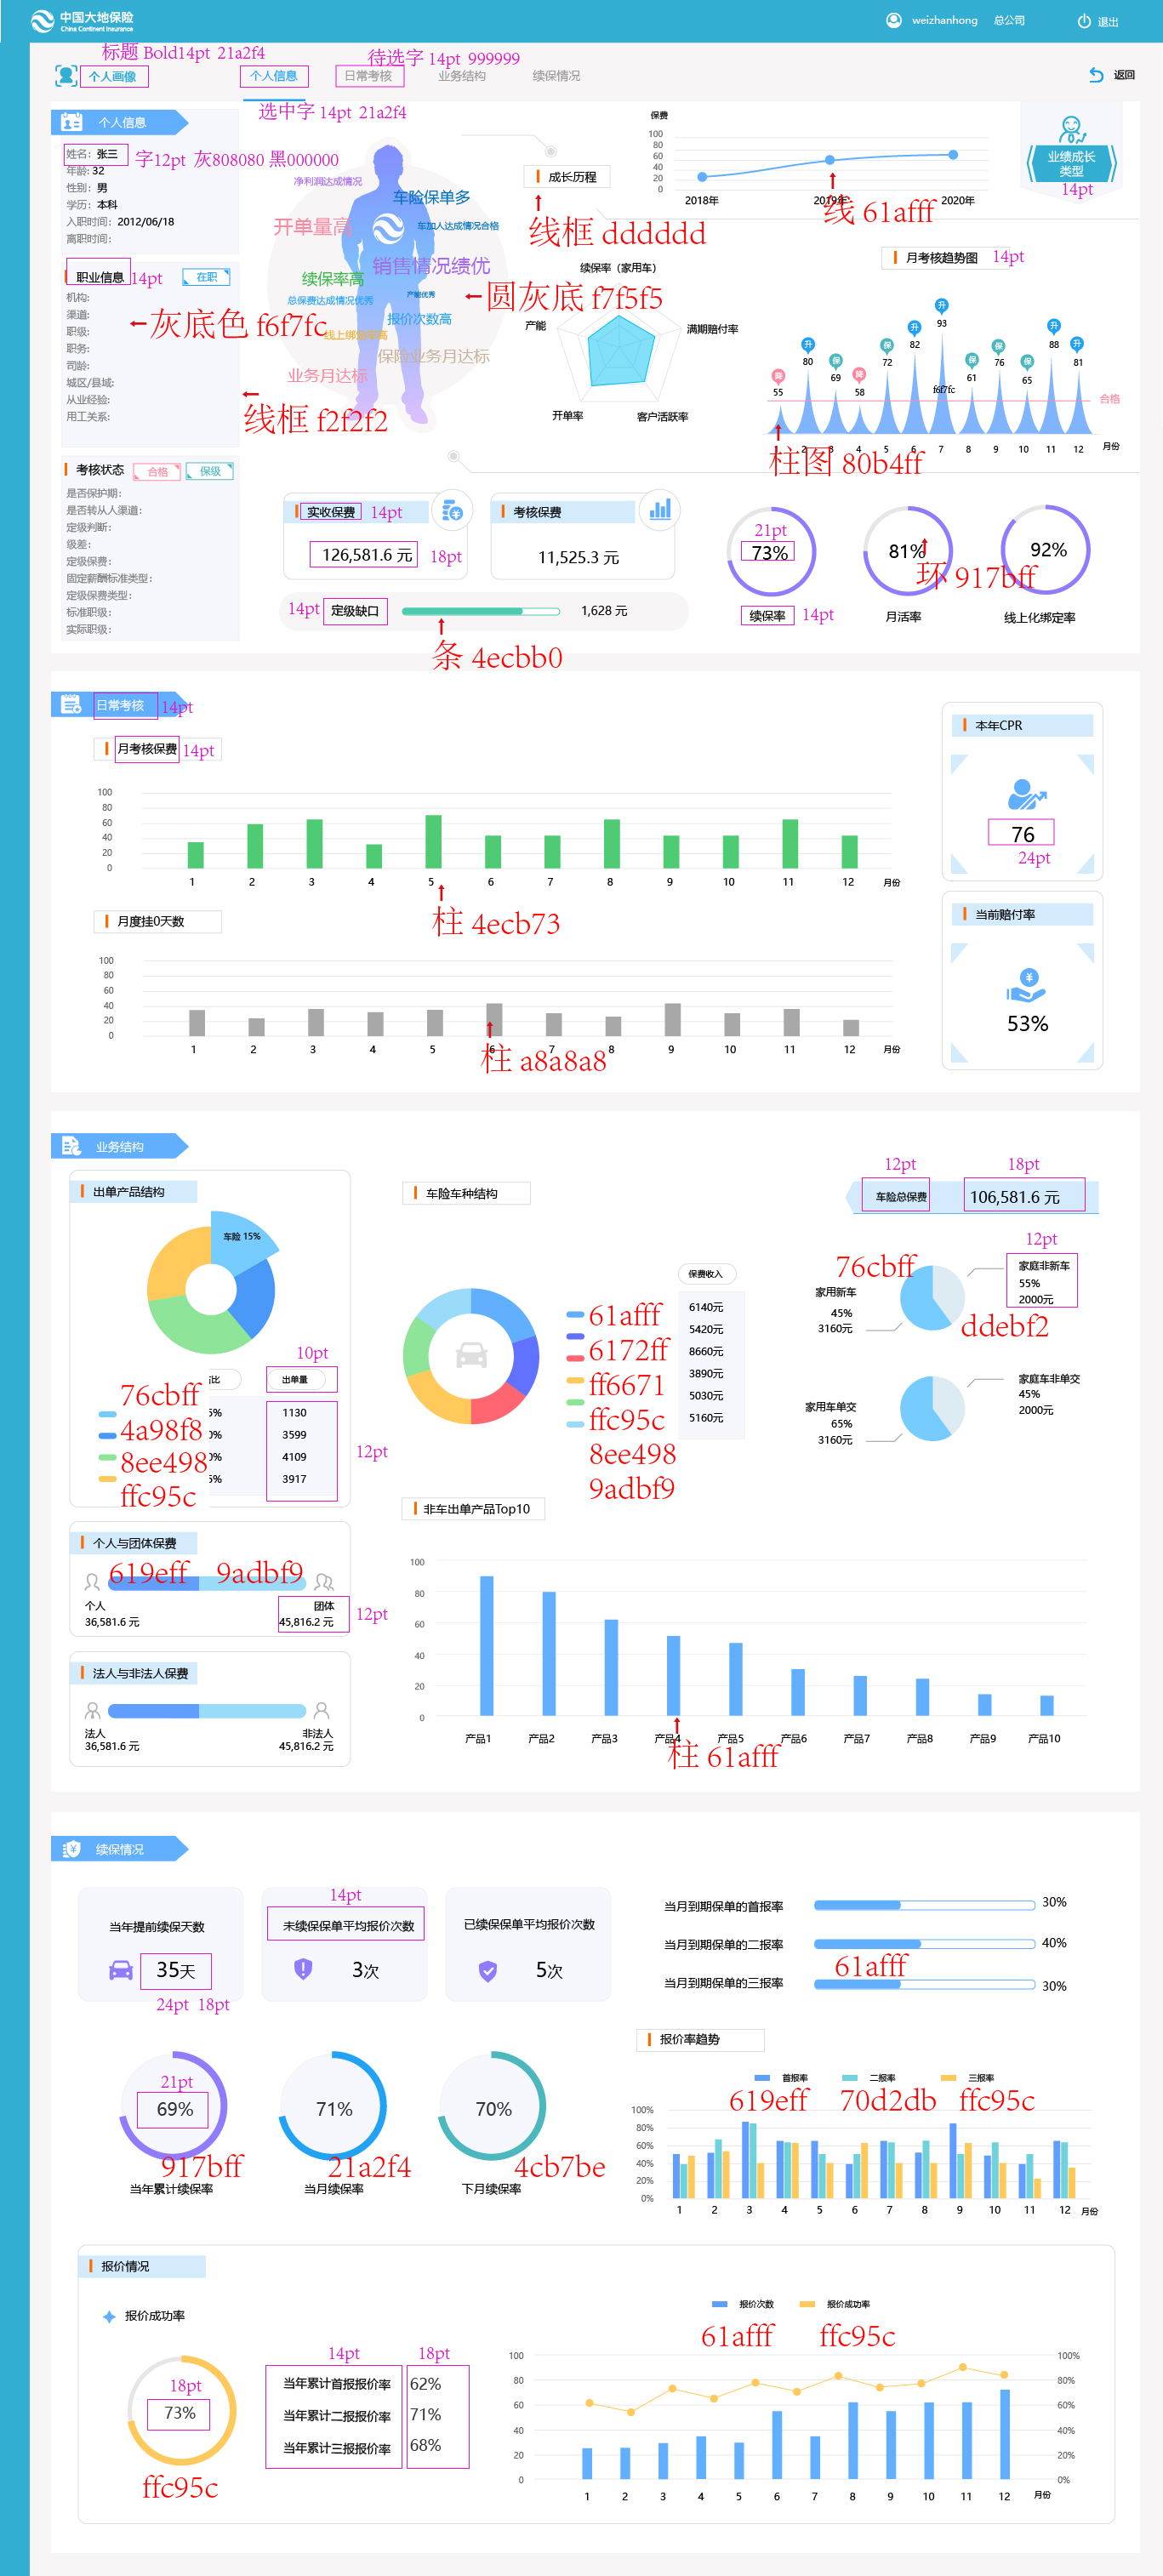 中国大地保险
China Continent Insurance
weizhanhong 总公司 退出
标题 Bold14pt 21a2f4
待选字 14pt 999999
个人画像 个人信息 日常考核 业务结构 续保情况 返回
选中字 14pt 21a2f4
个人信息
姓名：张三
字12pt 灰808080 黑000000
年龄: 32
性别：男
学历：本科
入职时间：2012/06/18
离职时间：
职业信息 14pt 在职
机构:
渠道:
职级:
职务:
司龄:
城区/县域:
从业经验:
用工关系:
灰底色 f6f7fc
线框 f2f2f2
考核状态 合格 保级
是否保护期：
是否转从人渠道：
定级判断：
级差：
定级保费：
固定薪酬标准类型：
定级保费类型：
标准职级：
实际职级：
净利润达成情况
车险保单多
开单量高
车加人达成情况合格
销售情况绩优
续保率高
产能优秀
总保费达成情况优秀
报价次数高
线上绑定率高
保险业务月达标
业务月达标
圆灰底 f7f5f5
成长历程
线框 dddddd
保费
100
80
60
40
20
0
2018年 2019年 2020年
线 61afff
业绩成长
类型
14pt
续保率（家用车）
产能
满期赔付率
开单率
客户活跃率
月考核趋势图 14pt
降 升 保 降 保 升 升 保 保 保 升 升
55 80 69 58 72 82 93 61 76 65 88 81
f6f7fc
合格
1 2 3 4 5 6 7 8 9 10 11 12 月份
柱图 80b4ff
实收保费 14pt
126,581.6 元 18pt
考核保费
11,525.3 元
14pt 定级缺口 1,628 元
条 4ecbb0
21pt
73%
续保率 14pt
81%
环 917bff
月活率
92%
线上化绑定率
日常考核 14pt
月考核保费 14pt
100
80
60
40
20
0
1 2 3 4 5 6 7 8 9 10 11 12 月份
柱 4ecb73
月度挂0天数
100
80
60
40
20
0
1 2 3 4 5 6 7 8 9 10 11 12 月份
柱 a8a8a8
本年CPR
76
24pt
当前赔付率
53%
业务结构
出单产品结构
车险 15%
10pt
占比 出单量
76cbff 5% 1130
4a98f8 0% 3599
8ee498 0% 4109
ffc95c 5% 3917
12pt
个人与团体保费
619eff 9adbf9
个人 团体
36,581.6 元 45,816.2 元
12pt
法人与非法人保费
法人 非法人
36,581.6 元 45,816.2 元
车险车种结构
保费收入
61afff
6172ff
ff6671
ffc95c
8ee498
9adbf9
6140元
5420元
8660元
3890元
5030元
5160元
12pt 18pt
车险总保费 106,581.6 元
12pt
76cbff
家用新车
45%
3160元
家庭非新车
55%
2000元
ddebf2
家用车单交
65%
3160元
家庭车非单交
45%
2000元
非车出单产品Top10
100
80
60
40
20
0
产品1 产品2 产品3 产品4 产品5 产品6 产品7 产品8 产品9 产品10
柱 61afff
续保情况
当年提前续保天数
35天
24pt 18pt
14pt
未续保保单平均报价次数
3次
已续保保单平均报价次数
5次
当月到期保单的首报率 30%
当月到期保单的二报率 40%
61afff
当月到期保单的三报率 30%
21pt
69%
917bff
当年累计续保率
71%
21a2f4
当月续保率
70%
4cb7be
下月续保率
报价率趋势
首报率 二报率 三报率
619eff 70d2db ffc95c
100%
80%
60%
40%
20%
0%
1 2 3 4 5 6 7 8 9 10 11 12 月份
报价情况
报价成功率
18pt
73%
ffc95c
14pt 18pt
当年累计首报报价率 62%
当年累计二报报价率 71%
当年累计三报报价率 68%
报价次数 报价成功率
61afff ffc95c
100 100%
80 80%
60 60%
40 40%
20 20%
0 0%
1 2 3 4 5 6 7 8 9 10 11 12 月份